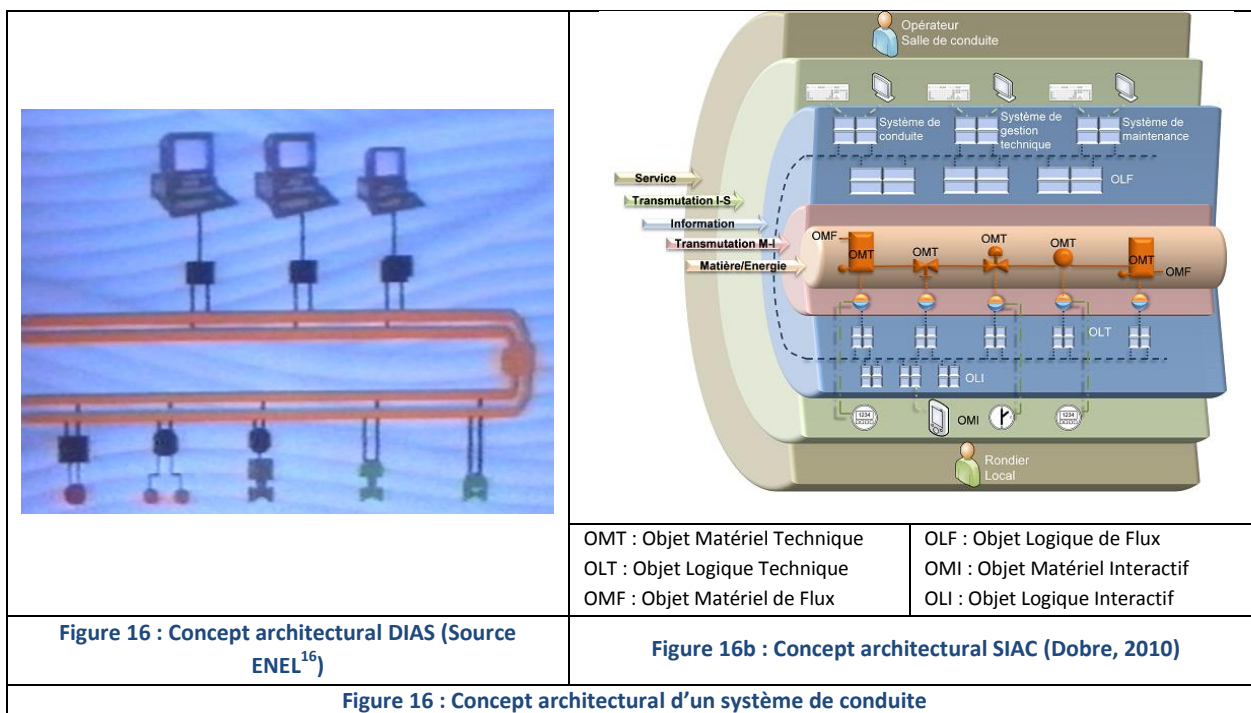 Opérateur
Salle de conduite
Système de
conduite
Système de
gestion
technique
Système de
maintenance
OLF
Service
Transmutation I-S
Information
Transmutation M-I
Matière/Energie
OMF
OMT
OMT
OMT
OMT
OMT
OMF
OLT
OLI
1234
OMI
1234
Rondier
Local
OMT : Objet Matériel Technique
OLT : Objet Logique Technique
OMF : Objet Matériel de Flux
OLF : Objet Logique de Flux
OMI : Objet Matériel Interactif
OLI : Objet Logique Interactif
Figure 16 : Concept architectural DIAS (Source
ENEL16)
Figure 16b : Concept architectural SIAC (Dobre, 2010)
Figure 16 : Concept architectural d’un système de conduite